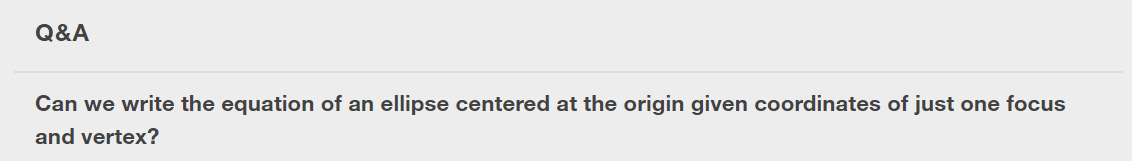 Q&A
Can we write the equation of an ellipse centered at the origin given coordinates of just one focus
and vertex?